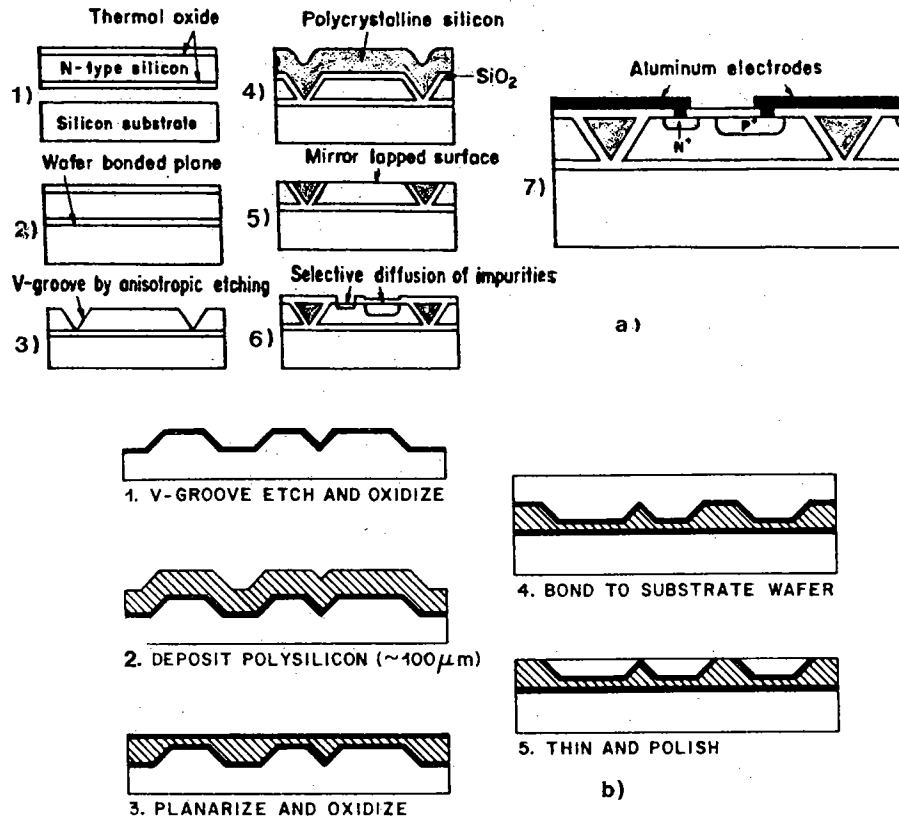 Thermal oxide
N-type silicon
1)
Silicon substrate
Wafer bonded plane
2)
V-groove by anisotropic etching
3)
Polycrystalline silicon
4)
SiO₂
Mirror lapped surface
5)
Selective diffusion of impurities
6)
Aluminum electrodes
N⁺
P⁺
7)
a)
1. V-GROOVE ETCH AND OXIDIZE
2. DEPOSIT POLYSILICON (~100μm)
3. PLANARIZE AND OXIDIZE
4. BOND TO SUBSTRATE WAFER
5. THIN AND POLISH
b)